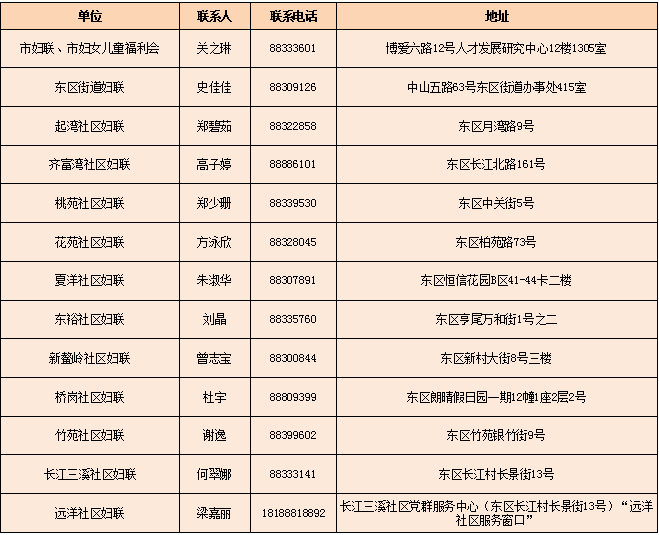 单位 联系人 联系电话 地址
市妇联、市妇女儿童福利会 关之琳 88333601 博爱六路12号人才发展研究中心12楼1305室
东区街道妇联 史佳佳 88309126 中山五路63号东区街道办事处415室
起湾社区妇联 郑碧茹 88322858 东区月湾路9号
齐富湾社区妇联 高子婷 88886101 东区长江北路161号
桃苑社区妇联 郑少珊 88339530 东区中关街5号
花苑社区妇联 方泳欣 88328045 东区柏苑路73号
夏洋社区妇联 朱淑华 88307891 东区恒信花园B区41-44卡二楼
东裕社区妇联 刘晶 88335760 东区亨尾万和街1号之二
新鳌岭社区妇联 曾志宝 88300844 东区新村大街8号三楼
桥岗社区妇联 杜宇 88809399 东区朗晴假日园一期12幢1座2层2号
竹苑社区妇联 谢逸 88399602 东区竹苑银竹街9号
长江三溪社区妇联 何翠娜 88333141 东区长江村长景街13号
远洋社区妇联 梁嘉丽 18188818892 长江三溪社区党群服务中心（东区长江村长景街13号）“远洋
社区服务窗口”